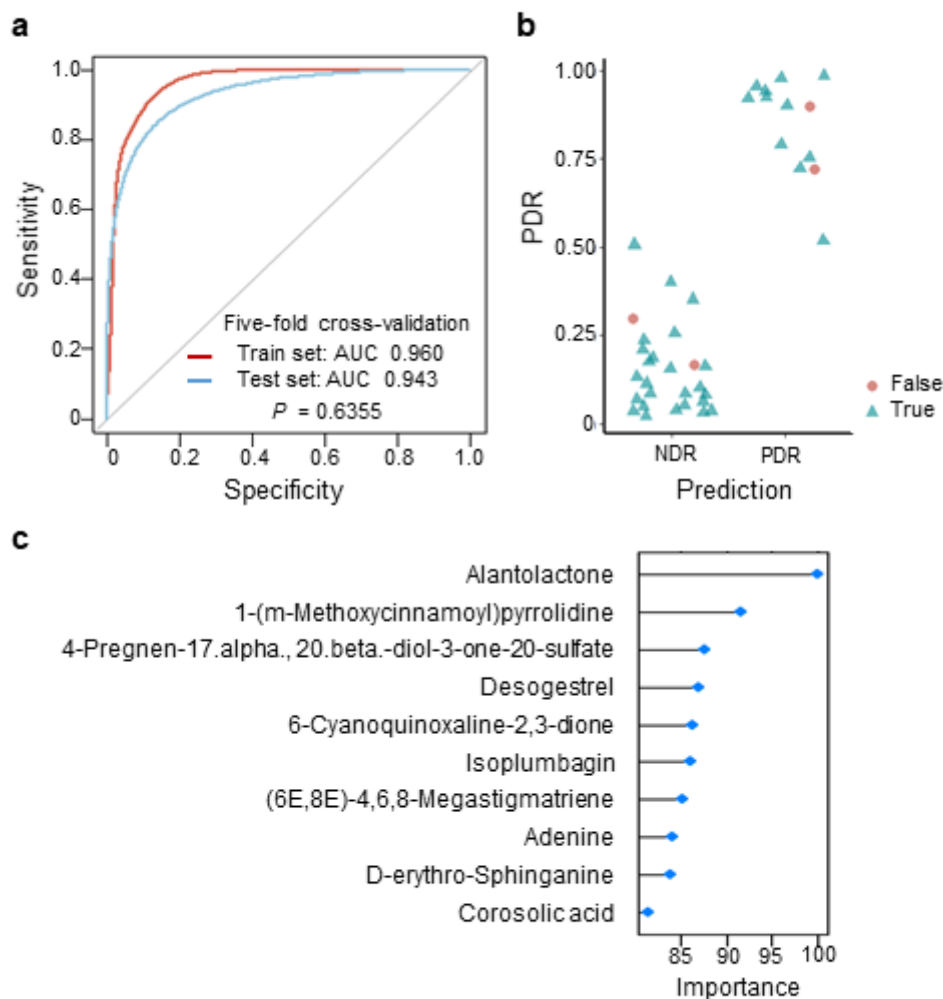 a
1.0
0.8
0.6
0.4
0.2
0
Sensitivity
Five-fold cross-validation
Train set: AUC 0.960
Test set: AUC 0.943
P = 0.6355
0 0.2 0.4 0.6 0.8 1.0
Specificity
b
1.00
0.75
0.50
0.25
0
PDR
False
True
NDR PDR
Prediction
c
Alantolactone
1-(m-Methoxycinnamoyl)pyrrolidine
4-Pregnen-17.alpha., 20.beta.-diol-3-one-20-sulfate
Desogestrel
6-Cyanoquinoxaline-2,3-dione
Isoplumbagin
(6E,8E)-4,6,8-Megastigmatriene
Adenine
D-erythro-Sphinganine
Corosolic acid
85 90 95 100
Importance